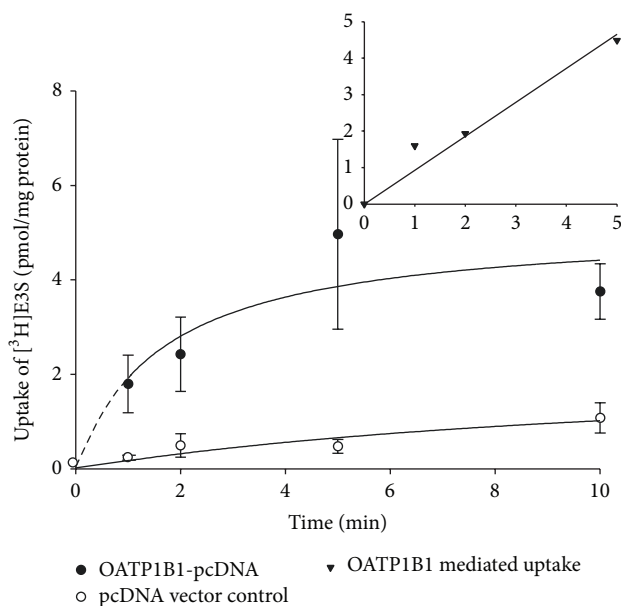 5
4
3
2
1
0
0 1 2 3 4 5
8
6
4
2
0
0 2 4 6 8 10
Uptake of [³H]E3S (pmol/mg protein)
Time (min)
OATP1B1-pcDNA
OATP1B1 mediated uptake
pcDNA vector control